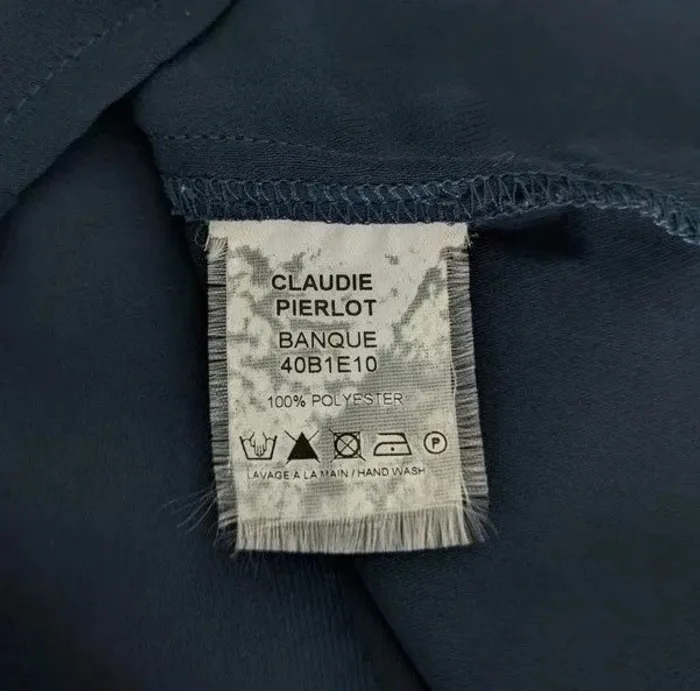 CLAUDIE
PIERLOT
BANQUE
40B1E10
100% POLYESTER
P
LAVAGE A LA MAIN / HAND WASH